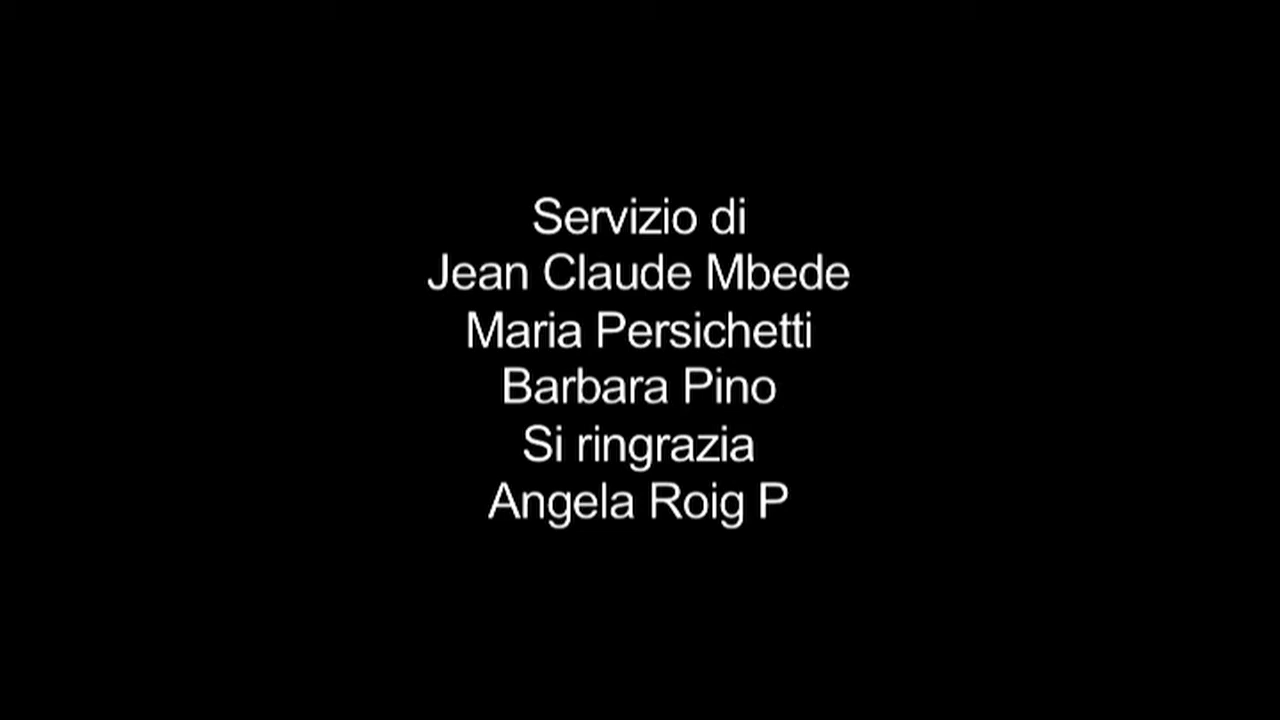 Servizio di
Jean Claude Mbede
Maria Persichetti
Barbara Pino
Si ringrazia
Angela Roig P